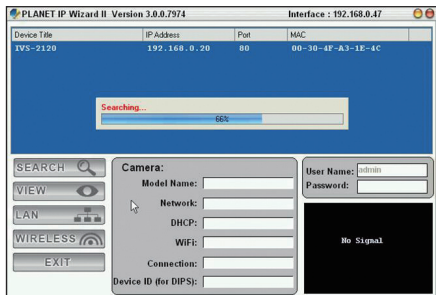 PLANET IP Wizard II Version 3.0.0.7974 Interface : 192.168.0.47
Device Title IP Address Port MAC
IVS-2120 192.168.0.20 80 00-30-4F-A3-1E-4C
Searching...
66%
SEARCH
VIEW
LAN
WIRELESS
EXIT
Camera:
Model Name:
Network:
DHCP:
WiFi:
Connection:
Device ID (for DIPS):
User Name: admin
Password:
No Signal